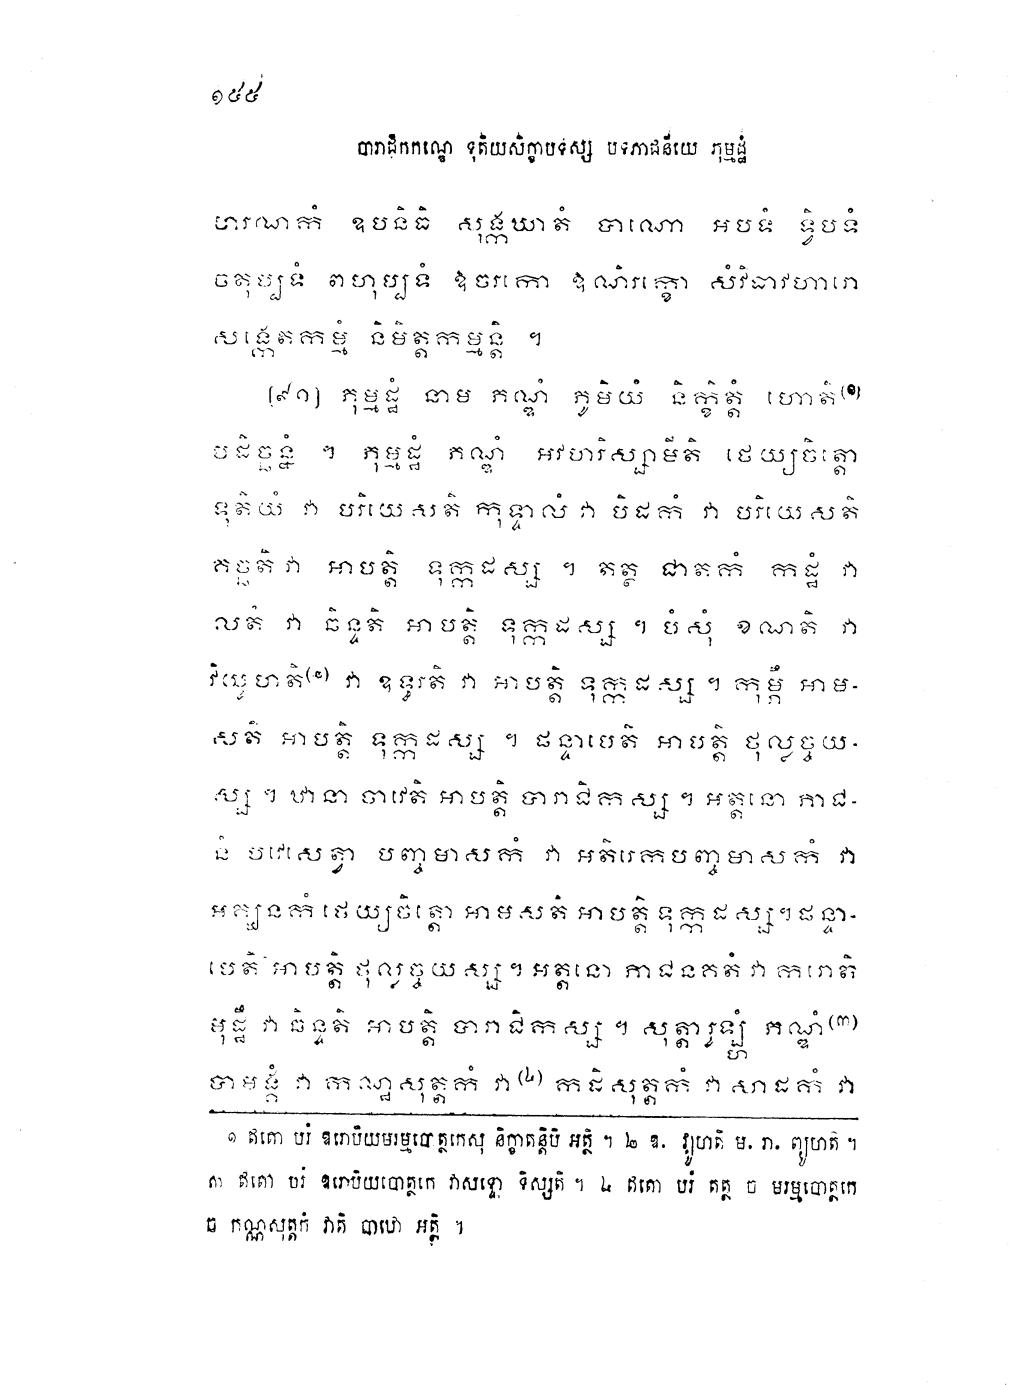 ១៥៥
បារាជិកកណ្ឌេ ទុតិយសិក្ខាបទស្ស បទភាជនីយេ ភុម្មដ្ឋំ
ហរណកំ ឧបនិធិ សុង្កឃាតំ បាណោ អបទំ ទ្វិបទំ
ចតុប្បទំ ពហុប្បទំ ឱចរកោ ឱណិរក្ខោ សំវិធាវហារោ
សង្កេតកម្មំ និមិត្តកម្មន្តិ ។
(៩១) ភុម្មដ្ឋំ នាម ភណ្ឌំ ភូមិយំ និក្ខិត្តំ ហោតិ(១)
បដិច្ឆន្នំ ។ ភុម្មដ្ឋំ ភណ្ឌំ អវហរិស្សាមីតិ ថេយ្យចិត្តោ
ទុតិយំ វា បរិយេសតិ កុទ្ទាលំ វា បិដកំ វា បរិយេសតិ
គច្ឆតិ វា អាបត្តិ ទុក្កដស្ស ។ តត្ថ ជាតកំ កដ្ឋំ វា
លតំ វា ឆិន្ទតិ អាបត្តិ ទុក្កដស្ស ។ បំសុំ ខណតិ វា
វិយូហតិ(២) វា ឧទ្ធរតិ វា អាបត្តិ ទុក្កដស្ស ។ កុម្ភឹ អាម-
សតិ អាបត្តិ ទុក្កដស្ស ។ ផន្ទាបេតិ អាបត្តិ ថុល្លច្ចយ-
ស្ស ។ ឋានា ចាវេតិ អាបត្តិ បារាជិកស្ស ។ អត្តនោ ភាជ-
នំ បវេសេត្វា បញ្ចមាសកំ វា អតិរេកបញ្ចមាសកំ វា
អគ្ឃនកំ ថេយ្យចិត្តោ អាមសតិ អាបត្តិ ទុក្កដស្ស ។ ផន្ទា-
បេតិ អាបត្តិ ថុល្លច្ចយស្ស ។ អត្តនោ ភាជនគតំ វា ករោតិ
មុដ្ឋឹ វា ឆិន្ទតិ អាបត្តិ បារាជិកស្ស ។ សុត្តារូឡ្ហំ ភណ្ឌំ(៣)
បាមង្គំ វា កណ្ឋសុត្តកំ វា(៤) កដិសុត្តកំ វា សាដកំ វា
១ ឥតោ បរំ ឧរោបិយមរម្មបោត្ថកេសុ និក្ខាតន្តិបិ អត្ថិ ។ ២ ឱ. វ្យូហតិ ម. រា. ព្យូហតិ ។
៣ ឥតោ បរំ ឧរោបិយបោត្ថកេ វាសទ្ទោ ទិស្សតិ ។ ៤ ឥតោ បរំ តត្ថ ច មរម្មបោត្ថកេ
ច កណ្ណសុត្តកំ វាតិ បាឋោ អត្ថិ ។